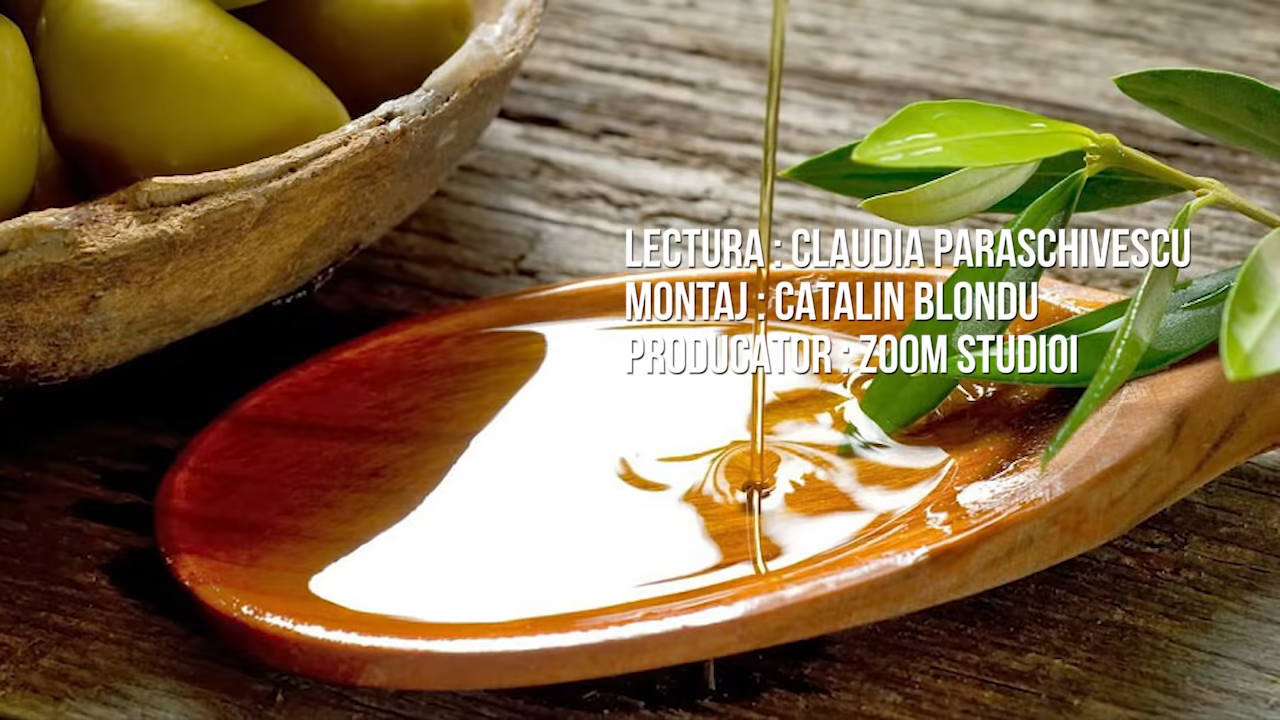 LECTURA : CLAUDIA PARASCHIVESCU
MONTAJ : CATALIN BLONDU
PRODUCATOR : ZOOM STUDIOI